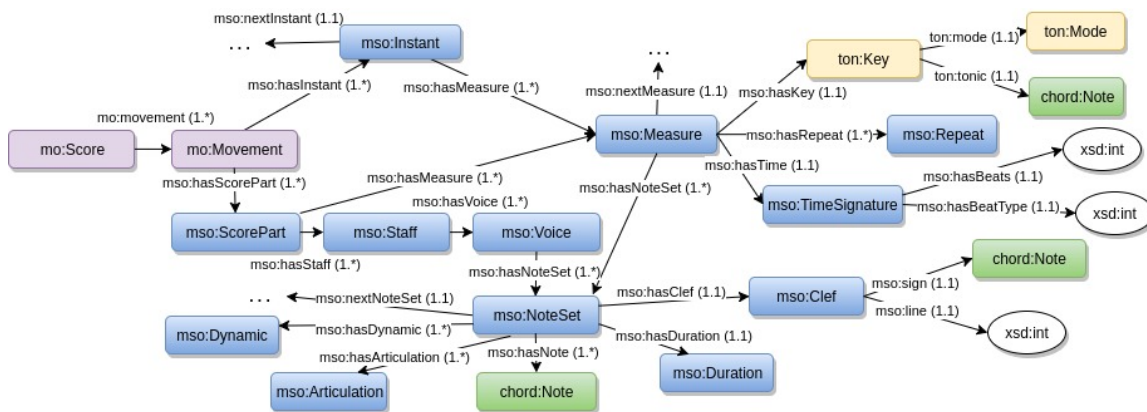 mso:nextInstant (1.1)
...
mso:Instant
...
ton:Key
ton:mode (1.1)
ton:Mode
mso:hasInstant (1.*)
mso:hasMeasure (1.*)
mso:nextMeasure (1.1)
mso:hasKey (1.1)
ton:tonic (1.1)
chord:Note
mo:movement (1.*)
mo:Score
mo:Movement
mso:Measure
mso:hasRepeat (1.*)
mso:Repeat
xsd:int
mso:hasScorePart (1.*)
mso:hasMeasure (1.*)
mso:hasTime (1.1)
mso:hasBeats (1.1)
mso:hasVoice (1.*)
mso:hasNoteSet (1.*)
mso:ScorePart
mso:Staff
mso:Voice
mso:TimeSignature
mso:hasBeatType (1.1)
xsd:int
mso:hasStaff (1.*)
mso:hasNoteSet (1.*)
chord:Note
...
mso:nextNoteSet (1.1)
mso:NoteSet
mso:hasClef (1.1)
mso:Clef
mso:sign (1.1)
mso:line (1.1)
mso:Dynamic
mso:hasDynamic (1.*)
mso:hasDuration (1.1)
xsd:int
mso:hasArticulation (1.*)
mso:hasNote (1.*)
mso:Articulation
chord:Note
mso:Duration